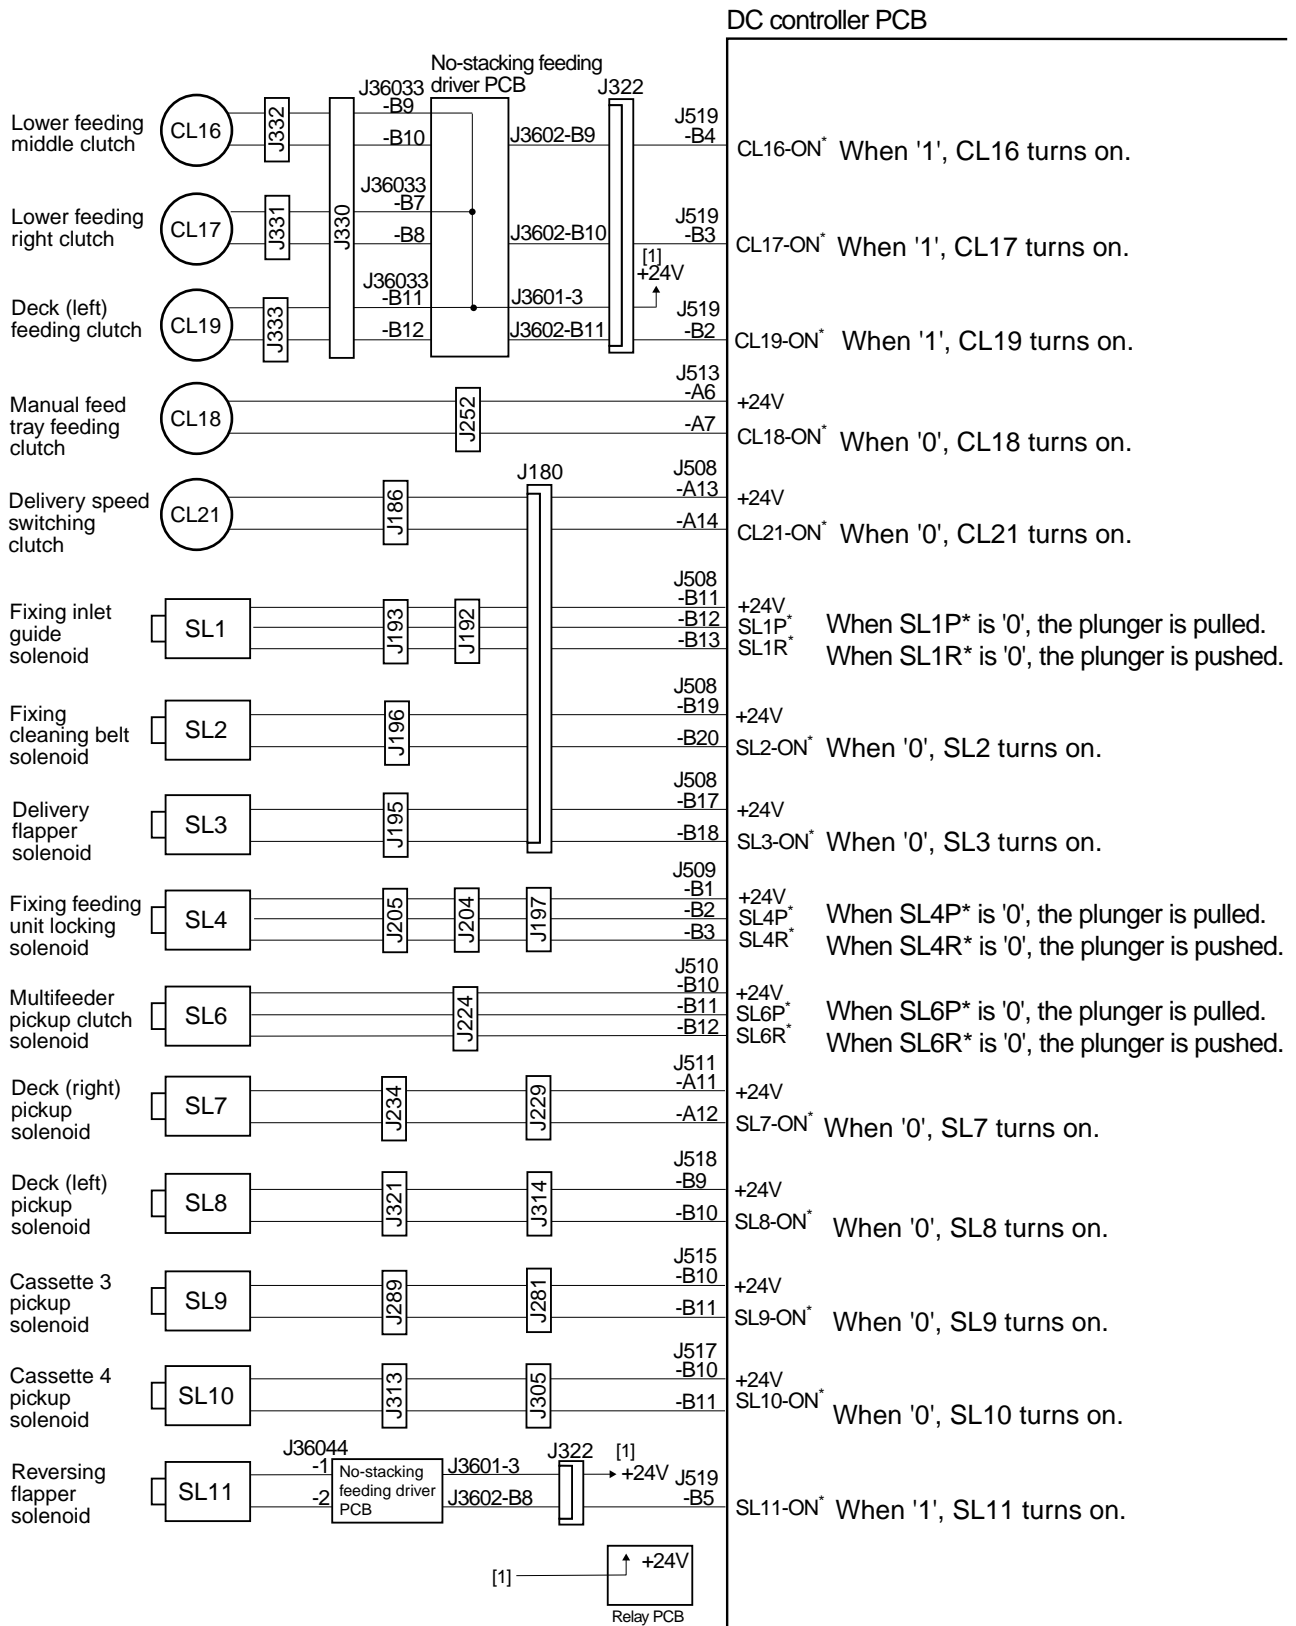 DC controller PCB
No-stacking feeding
driver PCB
J322
Lower feeding
middle clutch
CL16
J332
J36033
-B9
-B10
J3602-B9
J519
-B4
CL16-ON* When '1', CL16 turns on.
Lower feeding
right clutch
CL17
J331
J330
J36033
-B7
-B8
J3602-B10
J519
-B3
CL17-ON* When '1', CL17 turns on.
[1]
+24V
Deck (left)
feeding clutch
CL19
J333
J36033
-B11
-B12
J3601-3
J3602-B11
J519
-B2
CL19-ON* When '1', CL19 turns on.
Manual feed
tray feeding
clutch
CL18
J252
J513
-A6
-A7
+24V
CL18-ON* When '0', CL18 turns on.
J180
Delivery speed
switching
clutch
CL21
J186
J508
-A13
-A14
+24V
CL21-ON* When '0', CL21 turns on.
Fixing inlet
guide
solenoid
SL1
J193
J192
J508
-B11
-B12
-B13
+24V
SL1P* When SL1P* is '0', the plunger is pulled.
SL1R* When SL1R* is '0', the plunger is pushed.
Fixing
cleaning belt
solenoid
SL2
J196
J508
-B19
-B20
+24V
SL2-ON* When '0', SL2 turns on.
Delivery
flapper
solenoid
SL3
J195
J508
-B17
-B18
+24V
SL3-ON* When '0', SL3 turns on.
Fixing feeding
unit locking
solenoid
SL4
J205
J204
J197
J509
-B1
-B2
-B3
+24V
SL4P* When SL4P* is '0', the plunger is pulled.
SL4R* When SL4R* is '0', the plunger is pushed.
Multifeeder
pickup clutch
solenoid
SL6
J224
J510
-B10
-B11
-B12
+24V
SL6P* When SL6P* is '0', the plunger is pulled.
SL6R* When SL6R* is '0', the plunger is pushed.
Deck (right)
pickup
solenoid
SL7
J234
J229
J511
-A11
-A12
+24V
SL7-ON* When '0', SL7 turns on.
Deck (left)
pickup
solenoid
SL8
J321
J314
J518
-B9
-B10
+24V
SL8-ON* When '0', SL8 turns on.
Cassette 3
pickup
solenoid
SL9
J289
J281
J515
-B10
-B11
+24V
SL9-ON* When '0', SL9 turns on.
Cassette 4
pickup
solenoid
SL10
J313
J305
J517
-B10
-B11
+24V
SL10-ON* When '0', SL10 turns on.
Reversing
flapper
solenoid
SL11
J36044
-1
-2
No-stacking
feeding driver
PCB
J3601-3
J3602-B8
J322
[1]
+24V
J519
-B5
SL11-ON* When '1', SL11 turns on.
[1]
+24V
Relay PCB